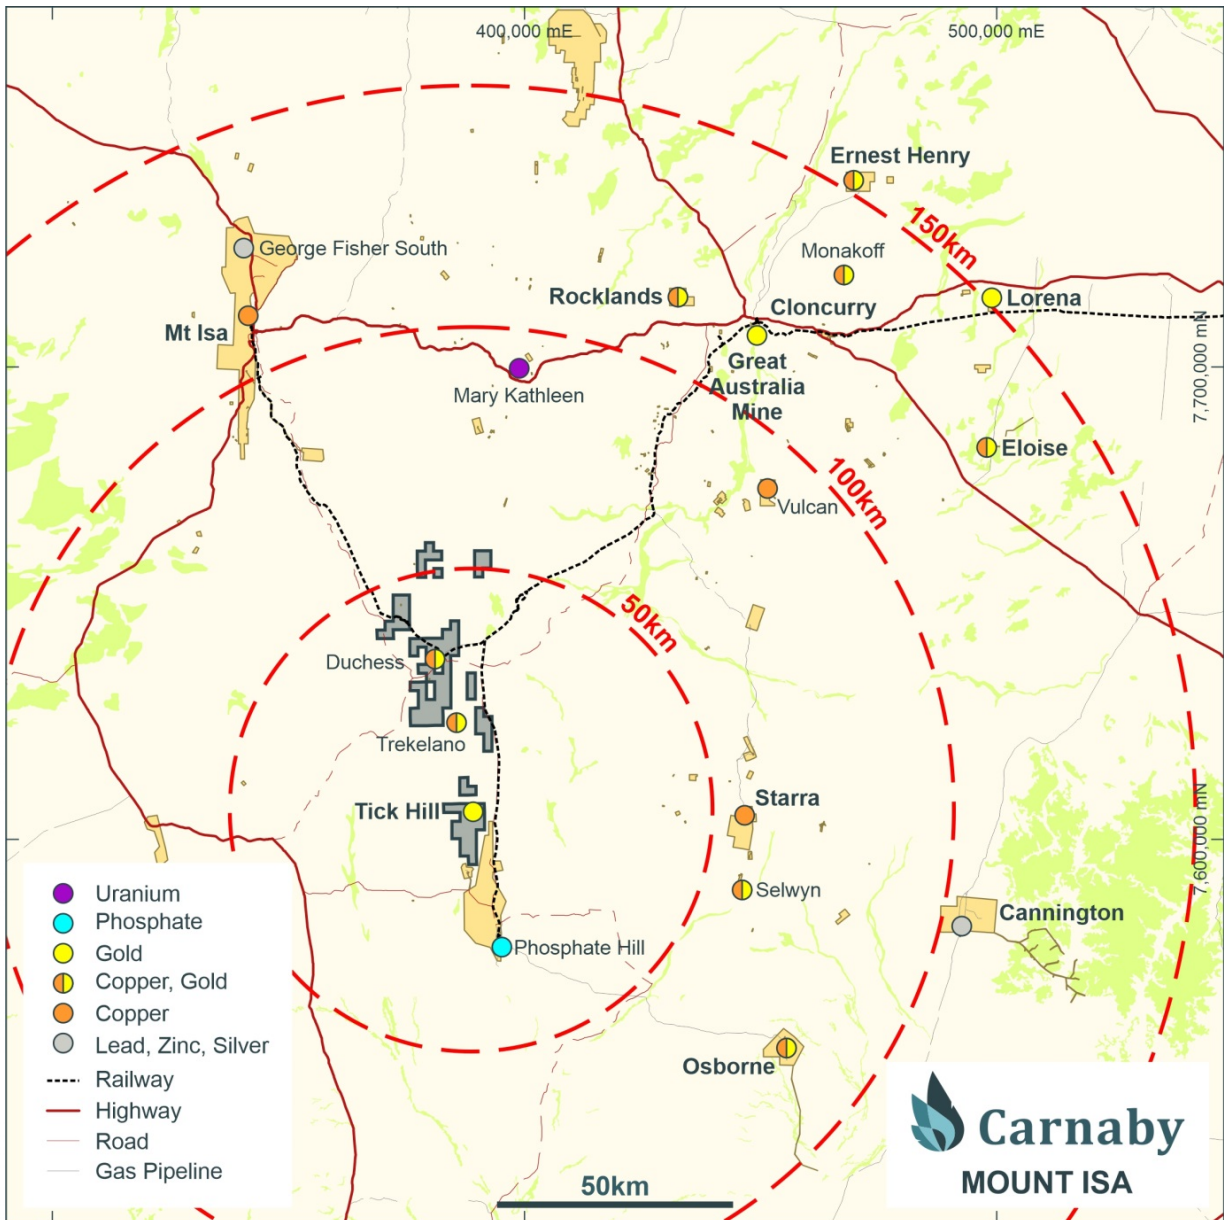 400,000 mE
500,000 mE
Ernest Henry
150km
George Fisher South
Monakoff
Rocklands
Cloncurry
Lorena
Mt Isa
Great
Australia
Mine
Mary Kathleen
7,700,000 mN
Eloise
100km
Vulcan
50km
Duchess
Trekelano
Tick Hill
Starra
7,600,000 mN
Selwyn
Cannington
Phosphate Hill
Osborne
Uranium
Phosphate
Gold
Copper, Gold
Copper
Lead, Zinc, Silver
Railway
Highway
Road
Gas Pipeline
50km
Carnaby
MOUNT ISA